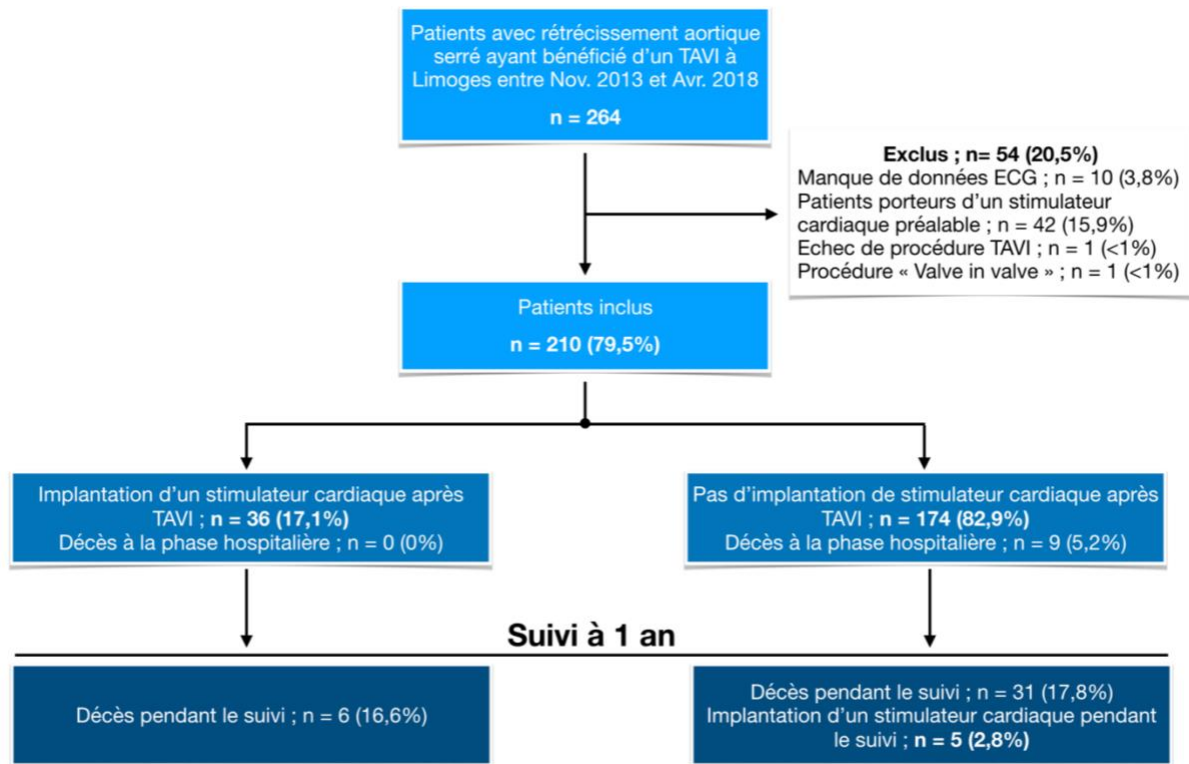 Patients avec rétrécissement aortique
serré ayant bénéficié d'un TAVI à
Limoges entre Nov. 2013 et Avr. 2018
n = 264
Exclus ; n= 54 (20,5%)
Manque de données ECG ; n = 10 (3,8%)
Patients porteurs d'un stimulateur
cardiaque préalable ; n = 42 (15,9%)
Echec de procédure TAVI ; n = 1 (<1%)
Procédure « Valve in valve » ; n = 1 (<1%)
Patients inclus
n = 210 (79,5%)
Implantation d'un stimulateur cardiaque après
TAVI ; n = 36 (17,1%)
Décès à la phase hospitalière ; n = 0 (0%)
Pas d'implantation de stimulateur cardiaque après
TAVI ; n = 174 (82,9%)
Décès à la phase hospitalière ; n = 9 (5,2%)
Suivi à 1 an
Décès pendant le suivi ; n = 6 (16,6%)
Décès pendant le suivi ; n = 31 (17,8%)
Implantation d'un stimulateur cardiaque pendant
le suivi ; n = 5 (2,8%)